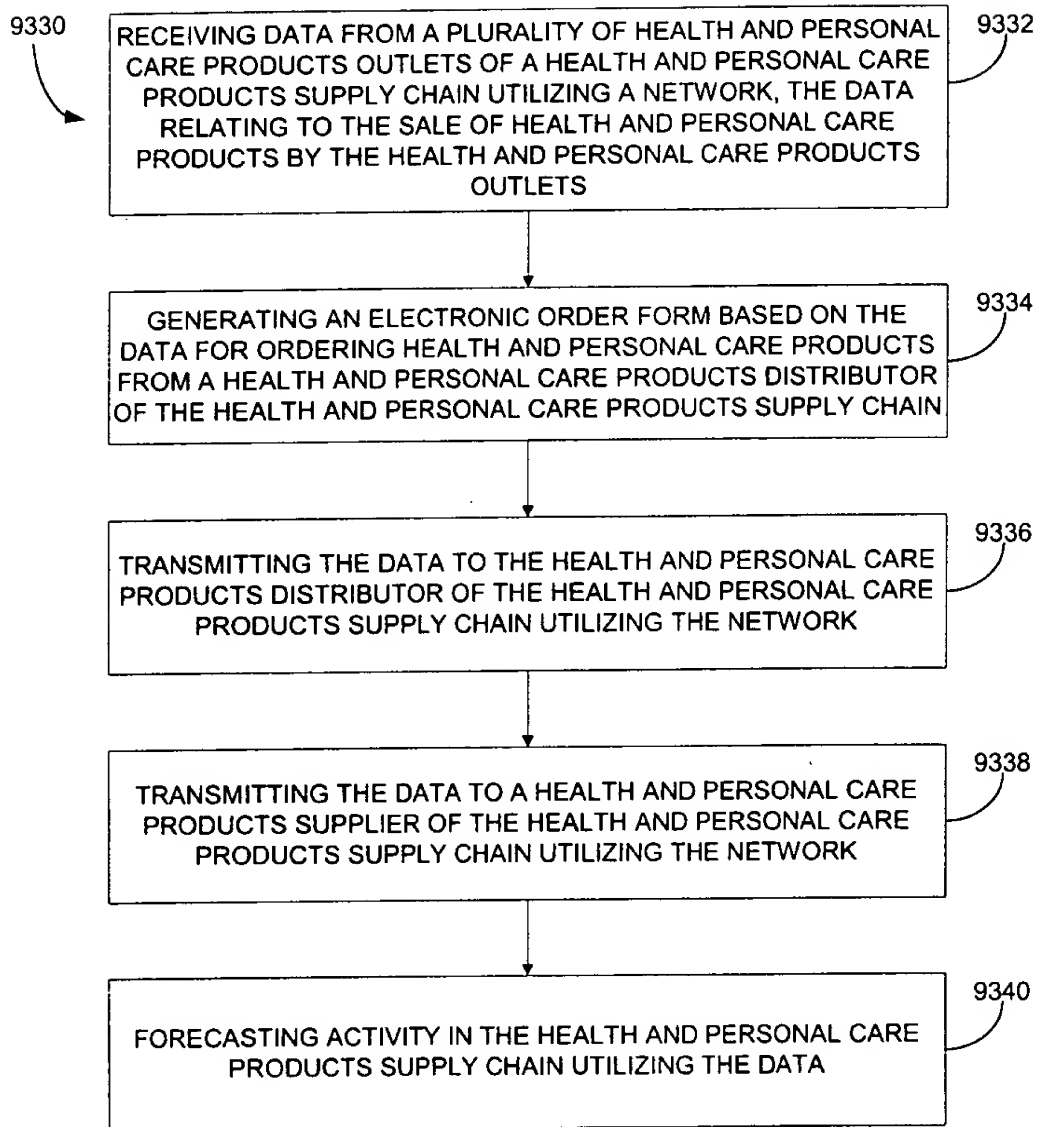 9330
RECEIVING DATA FROM A PLURALITY OF HEALTH AND PERSONAL
CARE PRODUCTS OUTLETS OF A HEALTH AND PERSONAL CARE
PRODUCTS SUPPLY CHAIN UTILIZING A NETWORK, THE DATA
RELATING TO THE SALE OF HEALTH AND PERSONAL CARE
PRODUCTS BY THE HEALTH AND PERSONAL CARE PRODUCTS
OUTLETS
9332
GENERATING AN ELECTRONIC ORDER FORM BASED ON THE
DATA FOR ORDERING HEALTH AND PERSONAL CARE PRODUCTS
FROM A HEALTH AND PERSONAL CARE PRODUCTS DISTRIBUTOR
OF THE HEALTH AND PERSONAL CARE PRODUCTS SUPPLY CHAIN
9334
TRANSMITTING THE DATA TO THE HEALTH AND PERSONAL CARE
PRODUCTS DISTRIBUTOR OF THE HEALTH AND PERSONAL CARE
PRODUCTS SUPPLY CHAIN UTILIZING THE NETWORK
9336
TRANSMITTING THE DATA TO A HEALTH AND PERSONAL CARE
PRODUCTS SUPPLIER OF THE HEALTH AND PERSONAL CARE
PRODUCTS SUPPLY CHAIN UTILIZING THE NETWORK
9338
FORECASTING ACTIVITY IN THE HEALTH AND PERSONAL CARE
PRODUCTS SUPPLY CHAIN UTILIZING THE DATA
9340